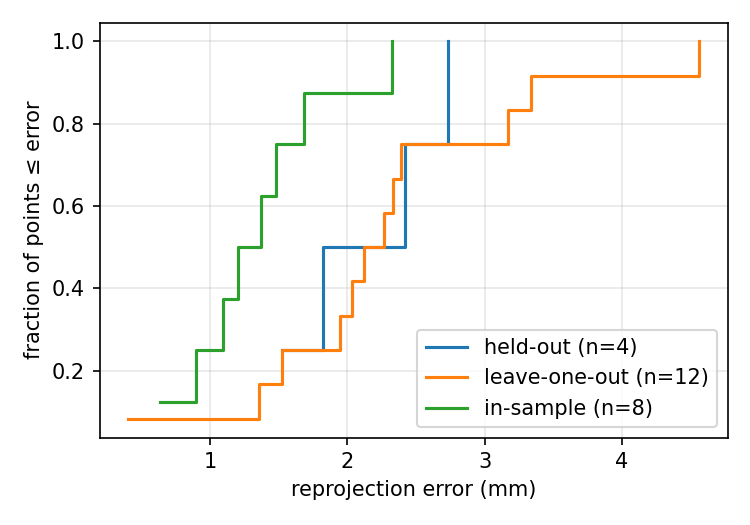 1.0
0.8
0.6
0.4
0.2
fraction of points ≤ error
held-out (n=4)
leave-one-out (n=12)
in-sample (n=8)
1 2 3 4
reprojection error (mm)